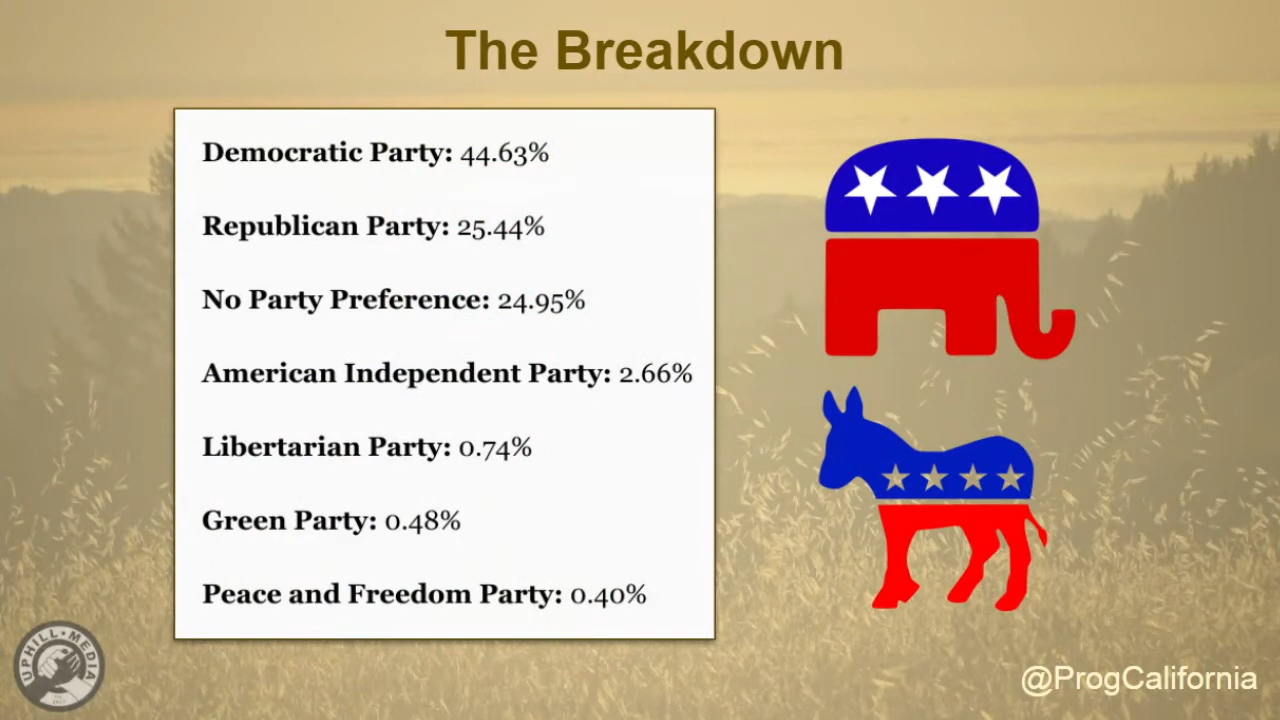 The Breakdown
Democratic Party: 44.63%
Republican Party: 25.44%
No Party Preference: 24.95%
American Independent Party: 2.66%
Libertarian Party: 0.74%
Green Party: 0.48%
Peace and Freedom Party: 0.40%
UPHILL MEDIA
@ProgCalifornia